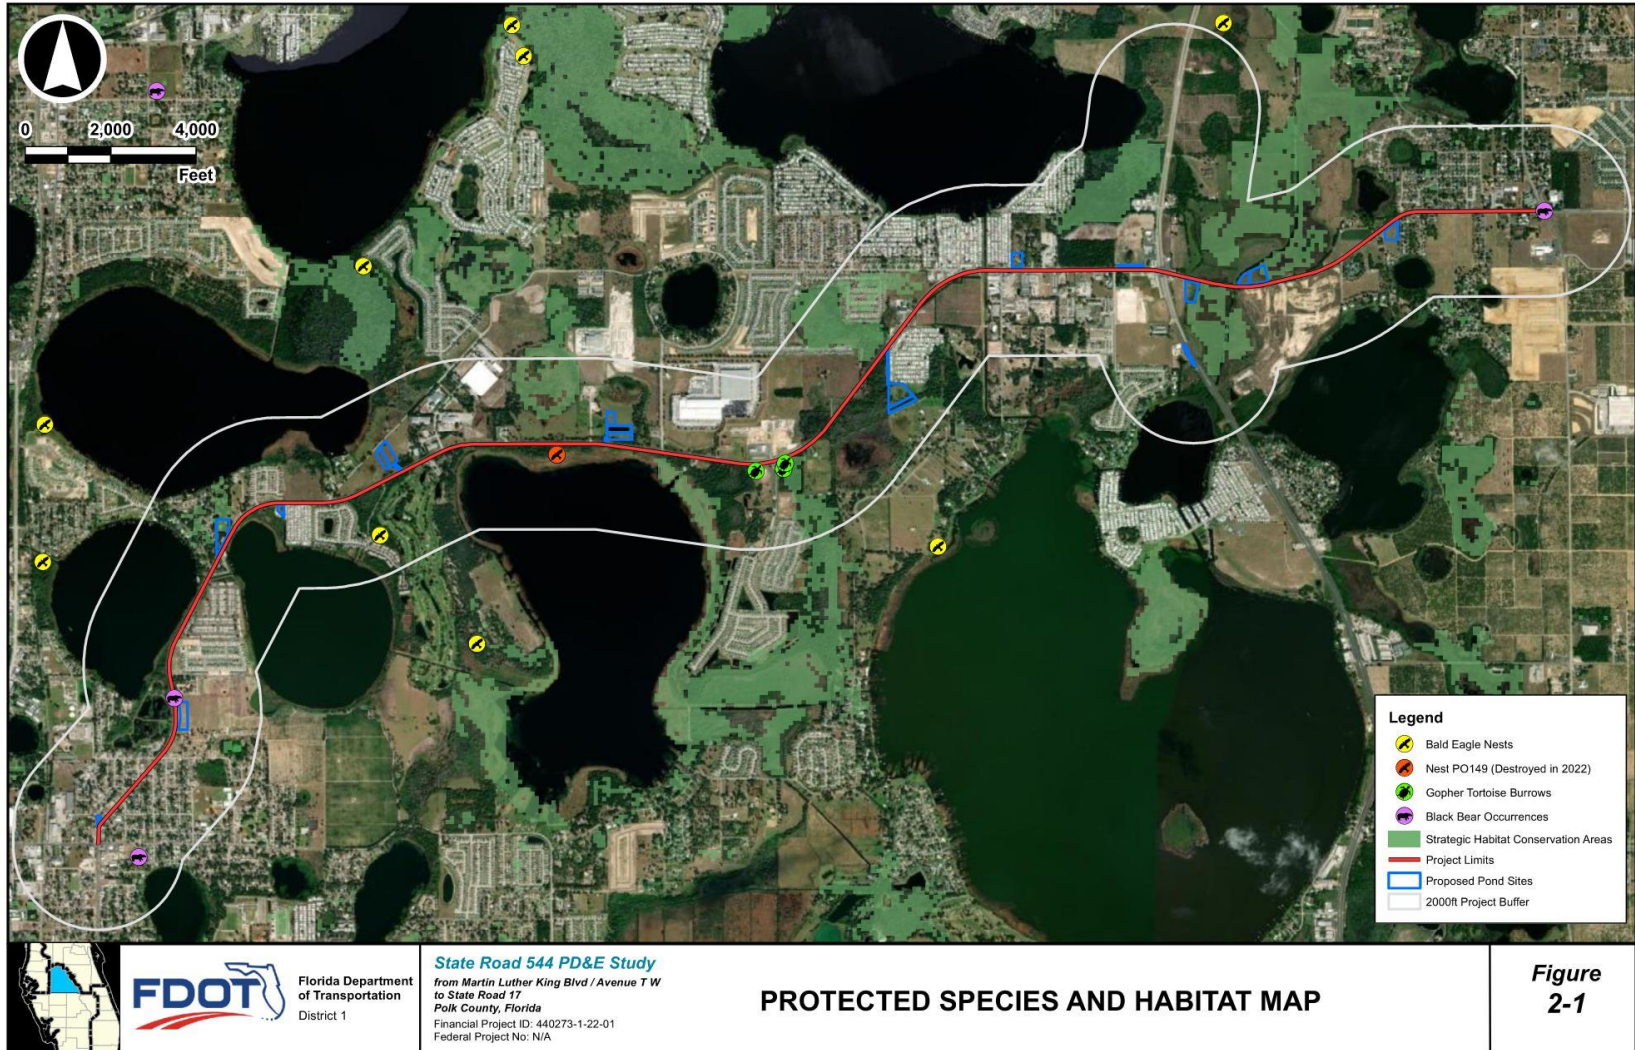 0 2,000 4,000
Feet
Legend
Bald Eagle Nests
Nest PO149 (Destroyed in 2022)
Gopher Tortoise Burrows
Black Bear Occurrences
Strategic Habitat Conservation Areas
Project Limits
Proposed Pond Sites
2000ft Project Buffer
FDOT
Florida Department
of Transportation
District 1
State Road 544 PD&E Study
from Martin Luther King Blvd / Avenue T W
to State Road 17
Polk County, Florida
Financial Project ID: 440273-1-22-01
Federal Project No: N/A
PROTECTED SPECIES AND HABITAT MAP
Figure
2-1